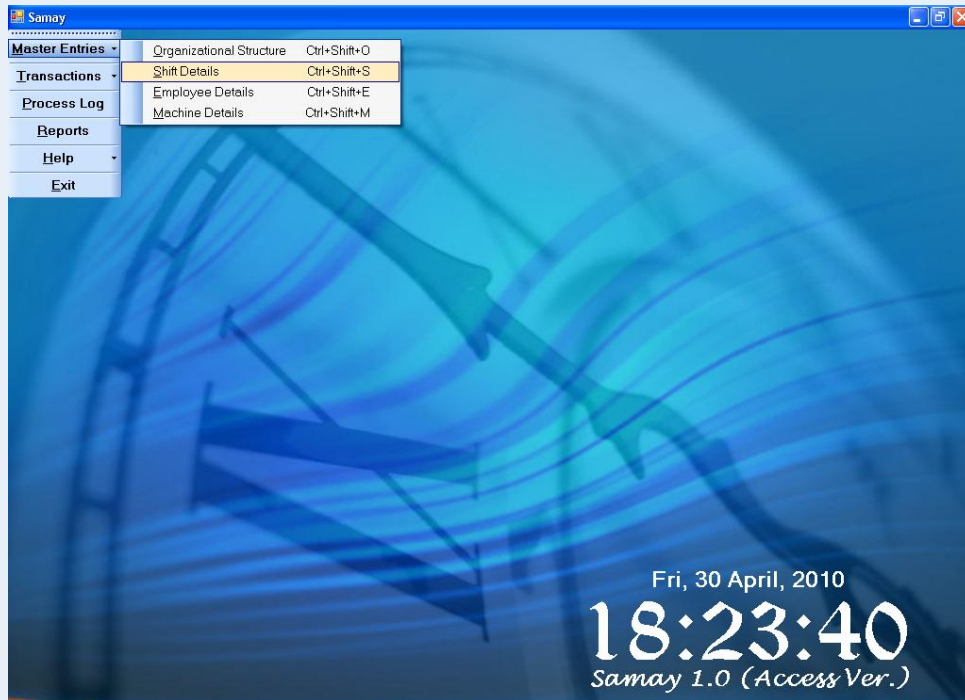 Samay
Master Entries
Organizational Structure Ctrl+Shift+O
Transactions
Shift Details Ctrl+Shift+S
Employee Details Ctrl+Shift+E
Process Log
Machine Details Ctrl+Shift+M
Reports
Help
Exit
Fri, 30 April, 2010
18:23:40
Samay 1.0 (Access Ver.)